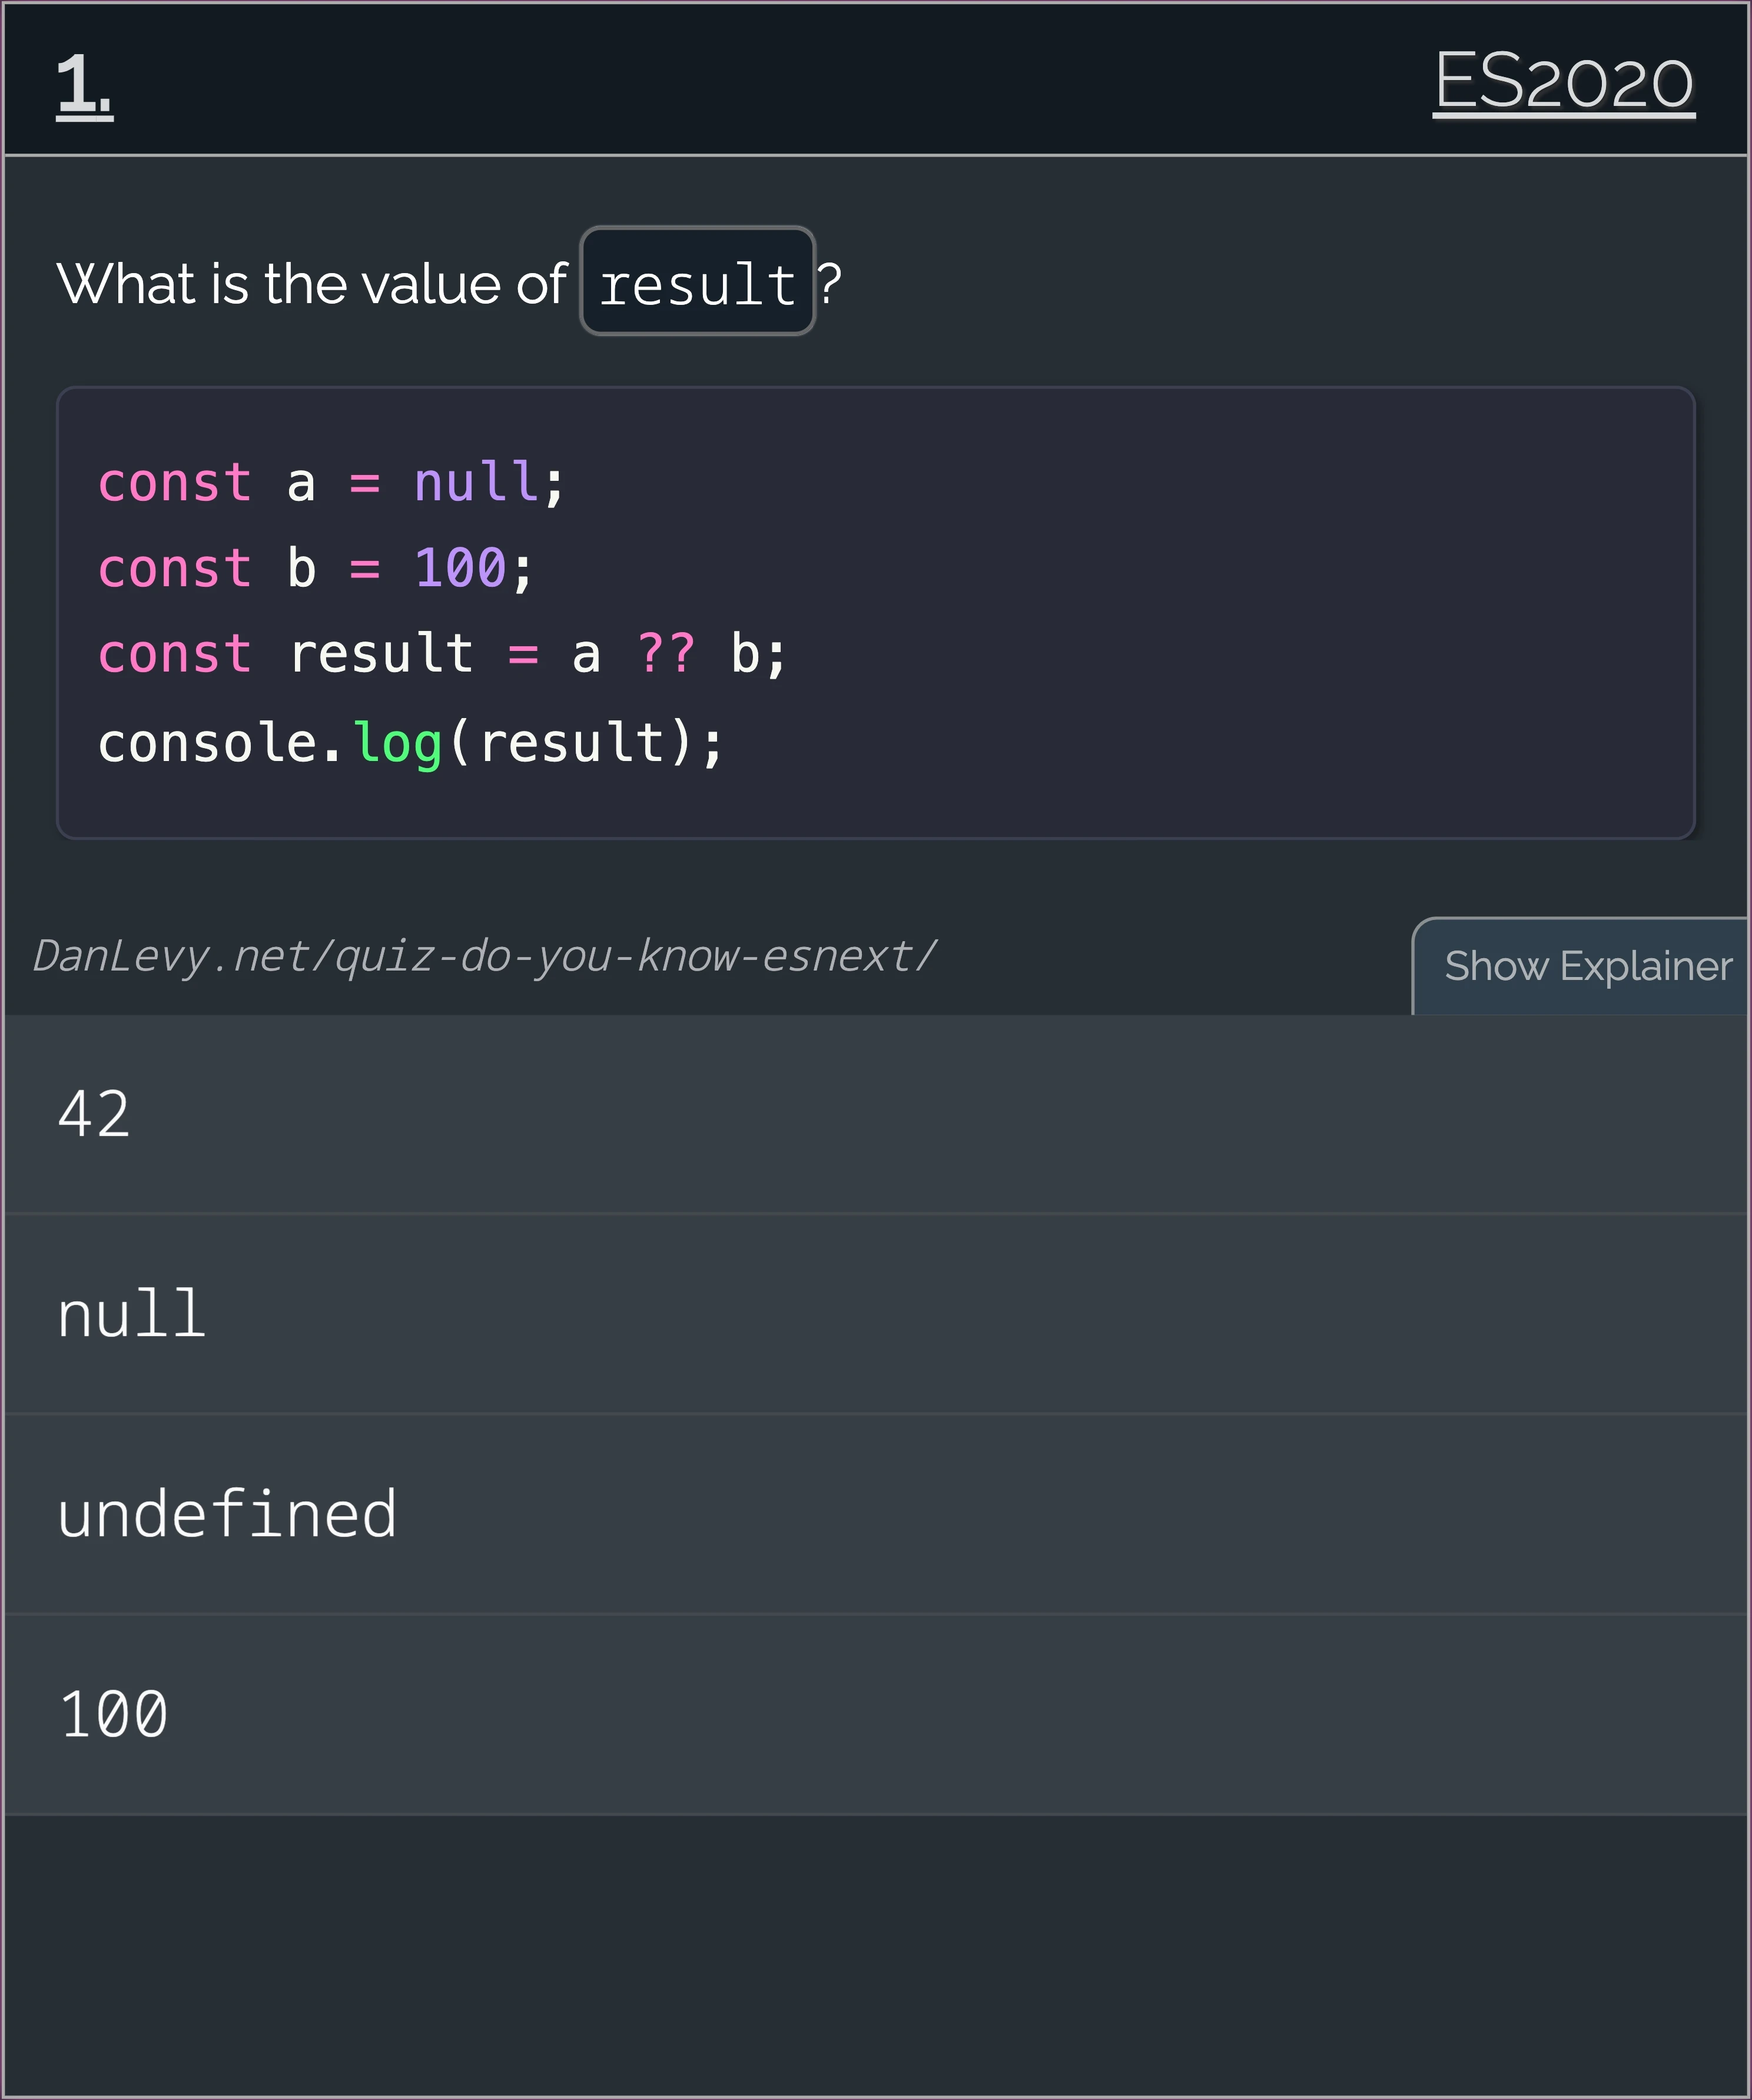 1.
ES2020
What is the value of result?
const a = null;
const b = 100;
const result = a ?? b;
console.log(result);
DanLevy.net/quiz-do-you-know-esnext/
Show Explainer
42
null
undefined
100